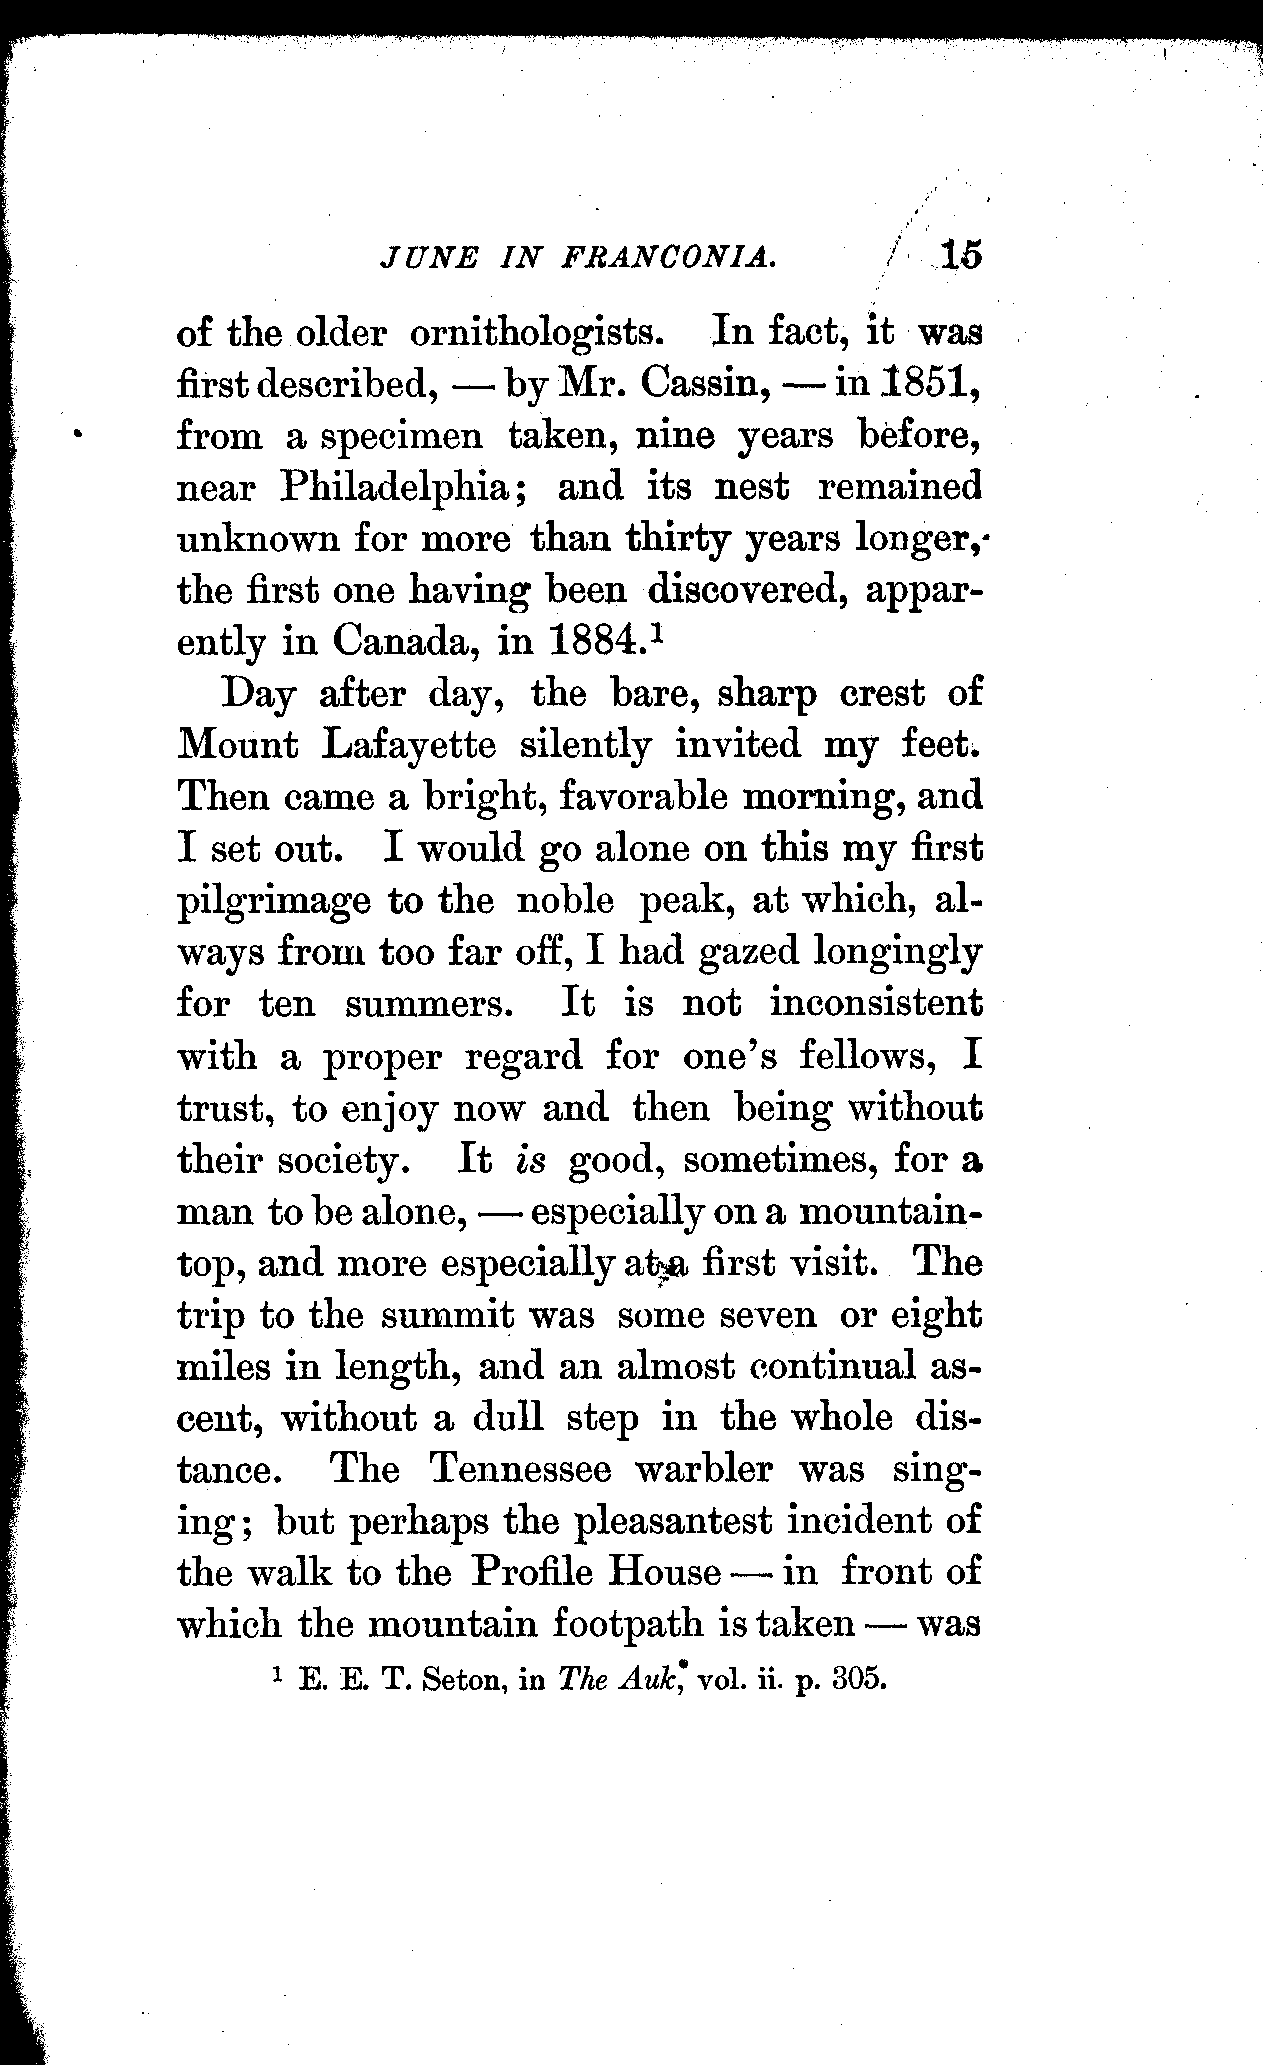 JUNE IN FRANCONIA. 15
of the older ornithologists. In fact, it was
first described, — by Mr. Cassin, — in 1851,
from a specimen taken, nine years before,
near Philadelphia; and its nest remained
unknown for more than thirty years longer,
the first one having been discovered, appar-
ently in Canada, in 1884.¹
Day after day, the bare, sharp crest of
Mount Lafayette silently invited my feet.
Then came a bright, favorable morning, and
I set out. I would go alone on this my first
pilgrimage to the noble peak, at which, al-
ways from too far off, I had gazed longingly
for ten summers. It is not inconsistent
with a proper regard for one's fellows, I
trust, to enjoy now and then being without
their society. It is good, sometimes, for a
man to be alone, — especially on a mountain-
top, and more especially at a first visit. The
trip to the summit was some seven or eight
miles in length, and an almost continual as-
cent, without a dull step in the whole dis-
tance. The Tennessee warbler was sing-
ing; but perhaps the pleasantest incident of
the walk to the Profile House — in front of
which the mountain footpath is taken — was
¹ E. E. T. Seton, in The Auk, vol. ii. p. 305.